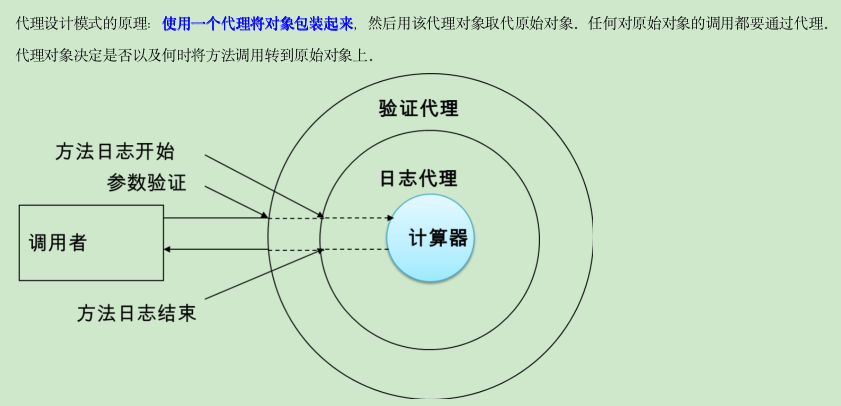 代理设计模式的原理: 使用一个代理将对象包装起来, 然后用该代理对象取代原始对象. 任何对原始对象的调用都要通过代理.
代理对象决定是否以及何时将方法调用转到原始对象上.
验证代理
方法日志开始
日志代理
参数验证
调用者
计算器
方法日志结束